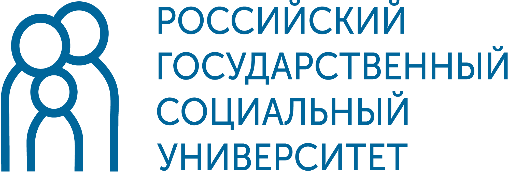 РОССИЙСКИЙ
ГОСУДАРСТВЕННЫЙ
СОЦИАЛЬНЫЙ
УНИВЕРСИТЕТ